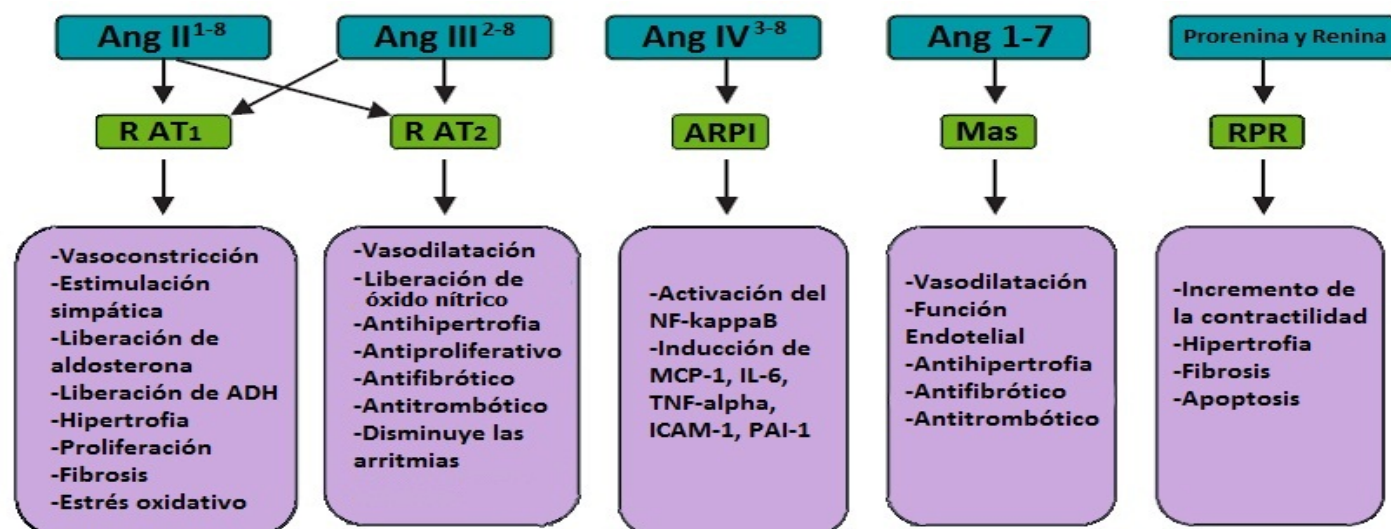 Ang II1-8
Ang III2-8
Ang IV3-8
Ang 1-7
Prorenina y Renina
R AT1
R AT2
ARPI
Mas
RPR
-Vasoconstricción
-Estimulación
simpática
-Liberación de
aldosterona
-Liberación de ADH
-Hipertrofia
-Proliferación
-Fibrosis
-Estrés oxidativo
-Vasodilatación
-Liberación de
óxido nítrico
-Antihipertrofia
-Antiproliferativo
-Antifibrótico
-Antitrombótico
-Disminuye las
arritmias
-Activación del
NF-kappaB
-Inducción de
MCP-1, IL-6,
TNF-alpha,
ICAM-1, PAI-1
-Vasodilatación
-Función
Endotelial
-Antihipertrofia
-Antifibrótico
-Antitrombótico
-Incremento de
la contractilidad
-Hipertrofia
-Fibrosis
-Apoptosis